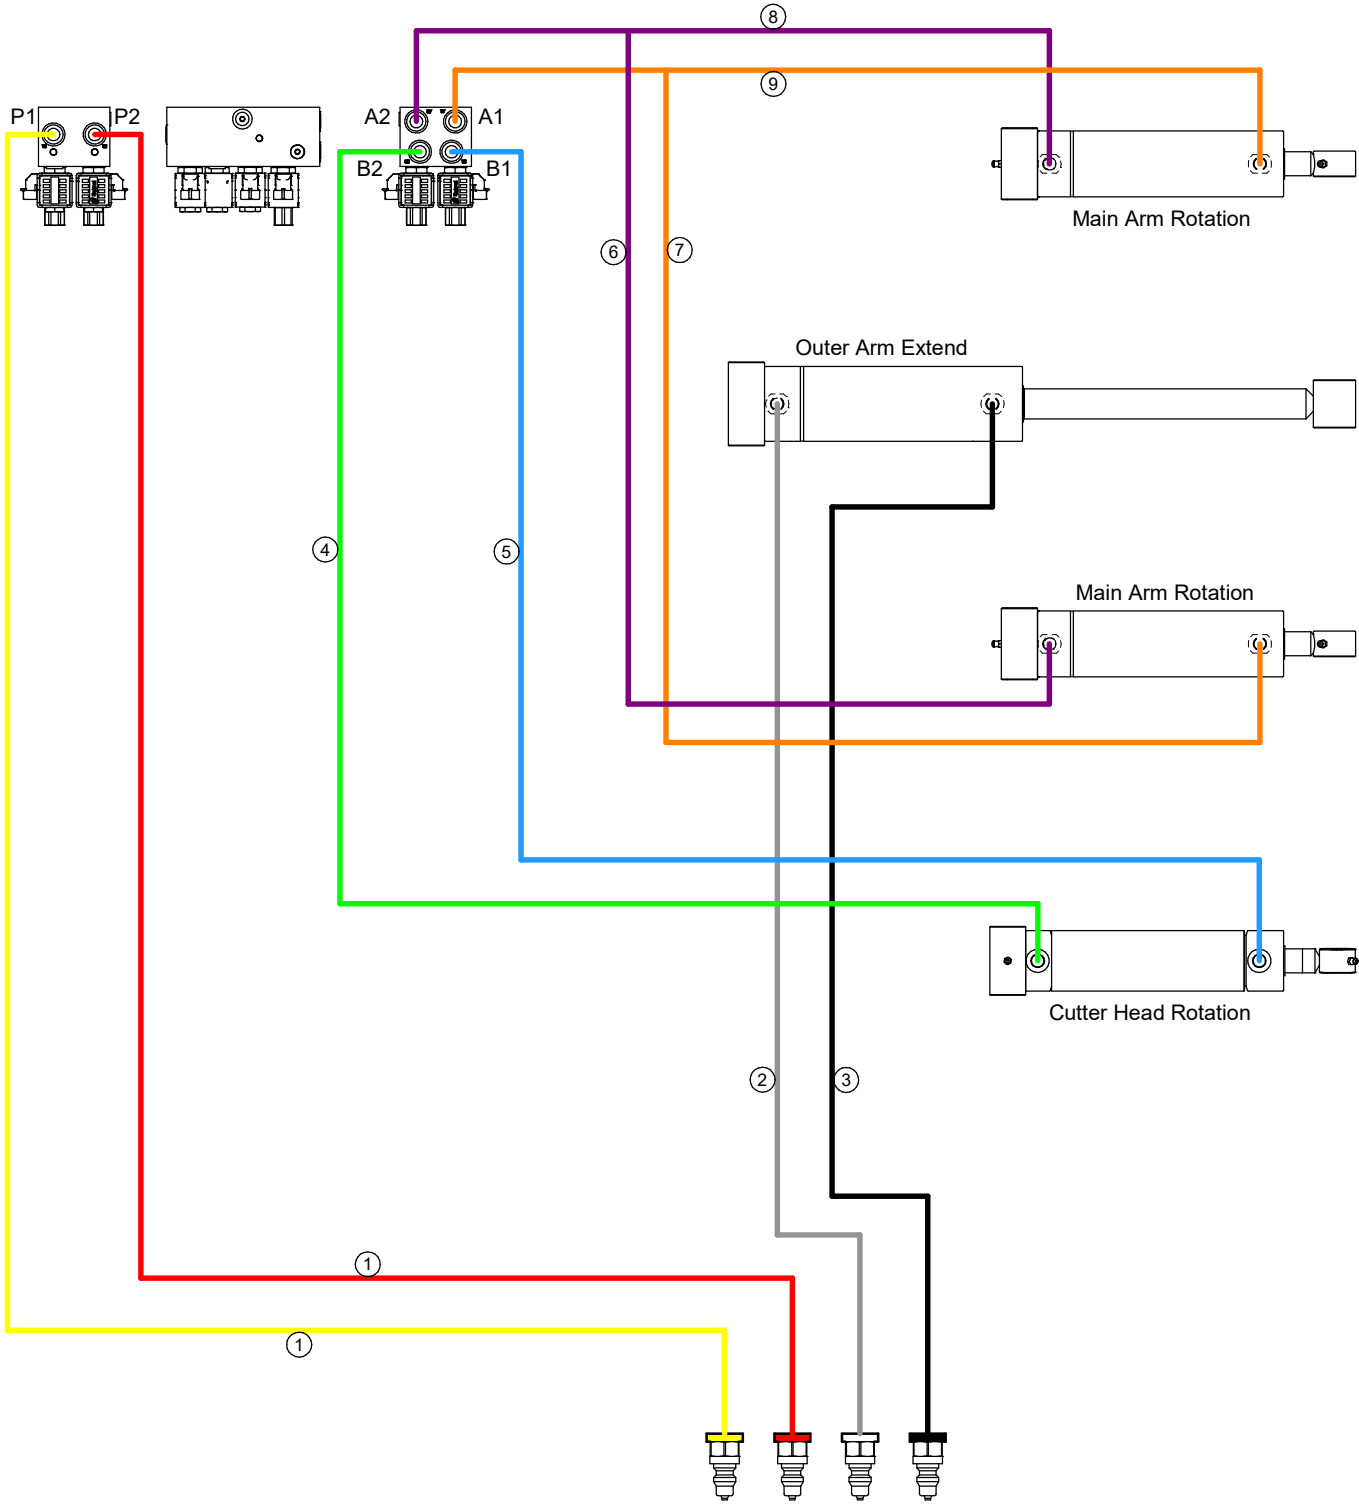 8
9
P1
P2
A2
A1
B2
B1
Main Arm Rotation
6
7
Outer Arm Extend
4
5
Main Arm Rotation
Cutter Head Rotation
2
3
1
1